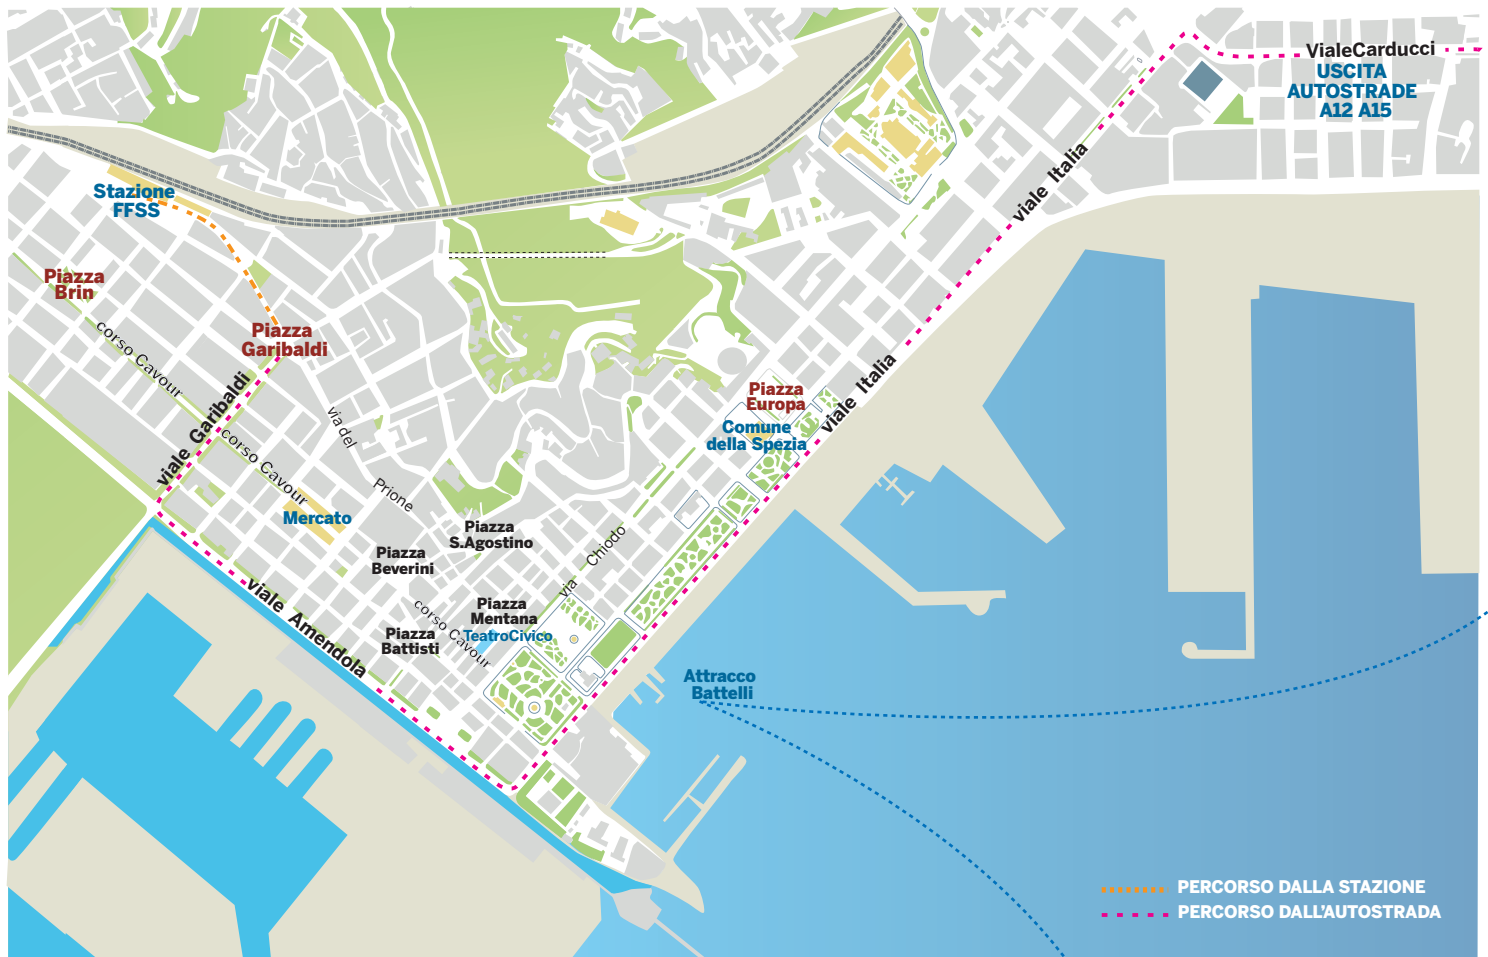 VialeCarducci
USCITA
AUTOSTRADE
A12 A15
viale Italia
Stazione
FFSS
Piazza
Brin
Piazza
Garibaldi
corso Cavour
viale Garibaldi
corso Cavour
via del
Prione
Mercato
Piazza
Europa
Comune
della Spezia
viale Italia
Piazza
S.Agostino
Piazza
Beverini
via Chiodo
viale Amendola
corso Cavour
Piazza
Mentana
TeatroCivico
Piazza
Battisti
Attracco
Battelli
PERCORSO DALLA STAZIONE
PERCORSO DALL'AUTOSTRADA